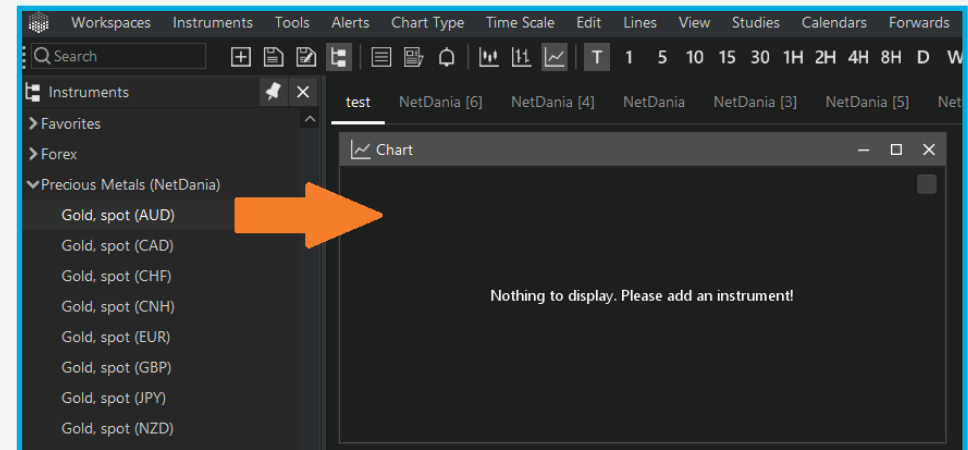 Workspaces Instruments Tools Alerts Chart Type Time Scale Edit Lines View Studies Calendars Forwards
Search T 1 5 10 15 30 1H 2H 4H 8H D W
Instruments
test NetDania [6] NetDania [4] NetDania NetDania [3] NetDania [5] Net
Favorites
Forex
Chart
Precious Metals (NetDania)
Gold, spot (AUD)
Gold, spot (CAD)
Gold, spot (CHF)
Nothing to display. Please add an instrument!
Gold, spot (CNH)
Gold, spot (EUR)
Gold, spot (GBP)
Gold, spot (JPY)
Gold, spot (NZD)